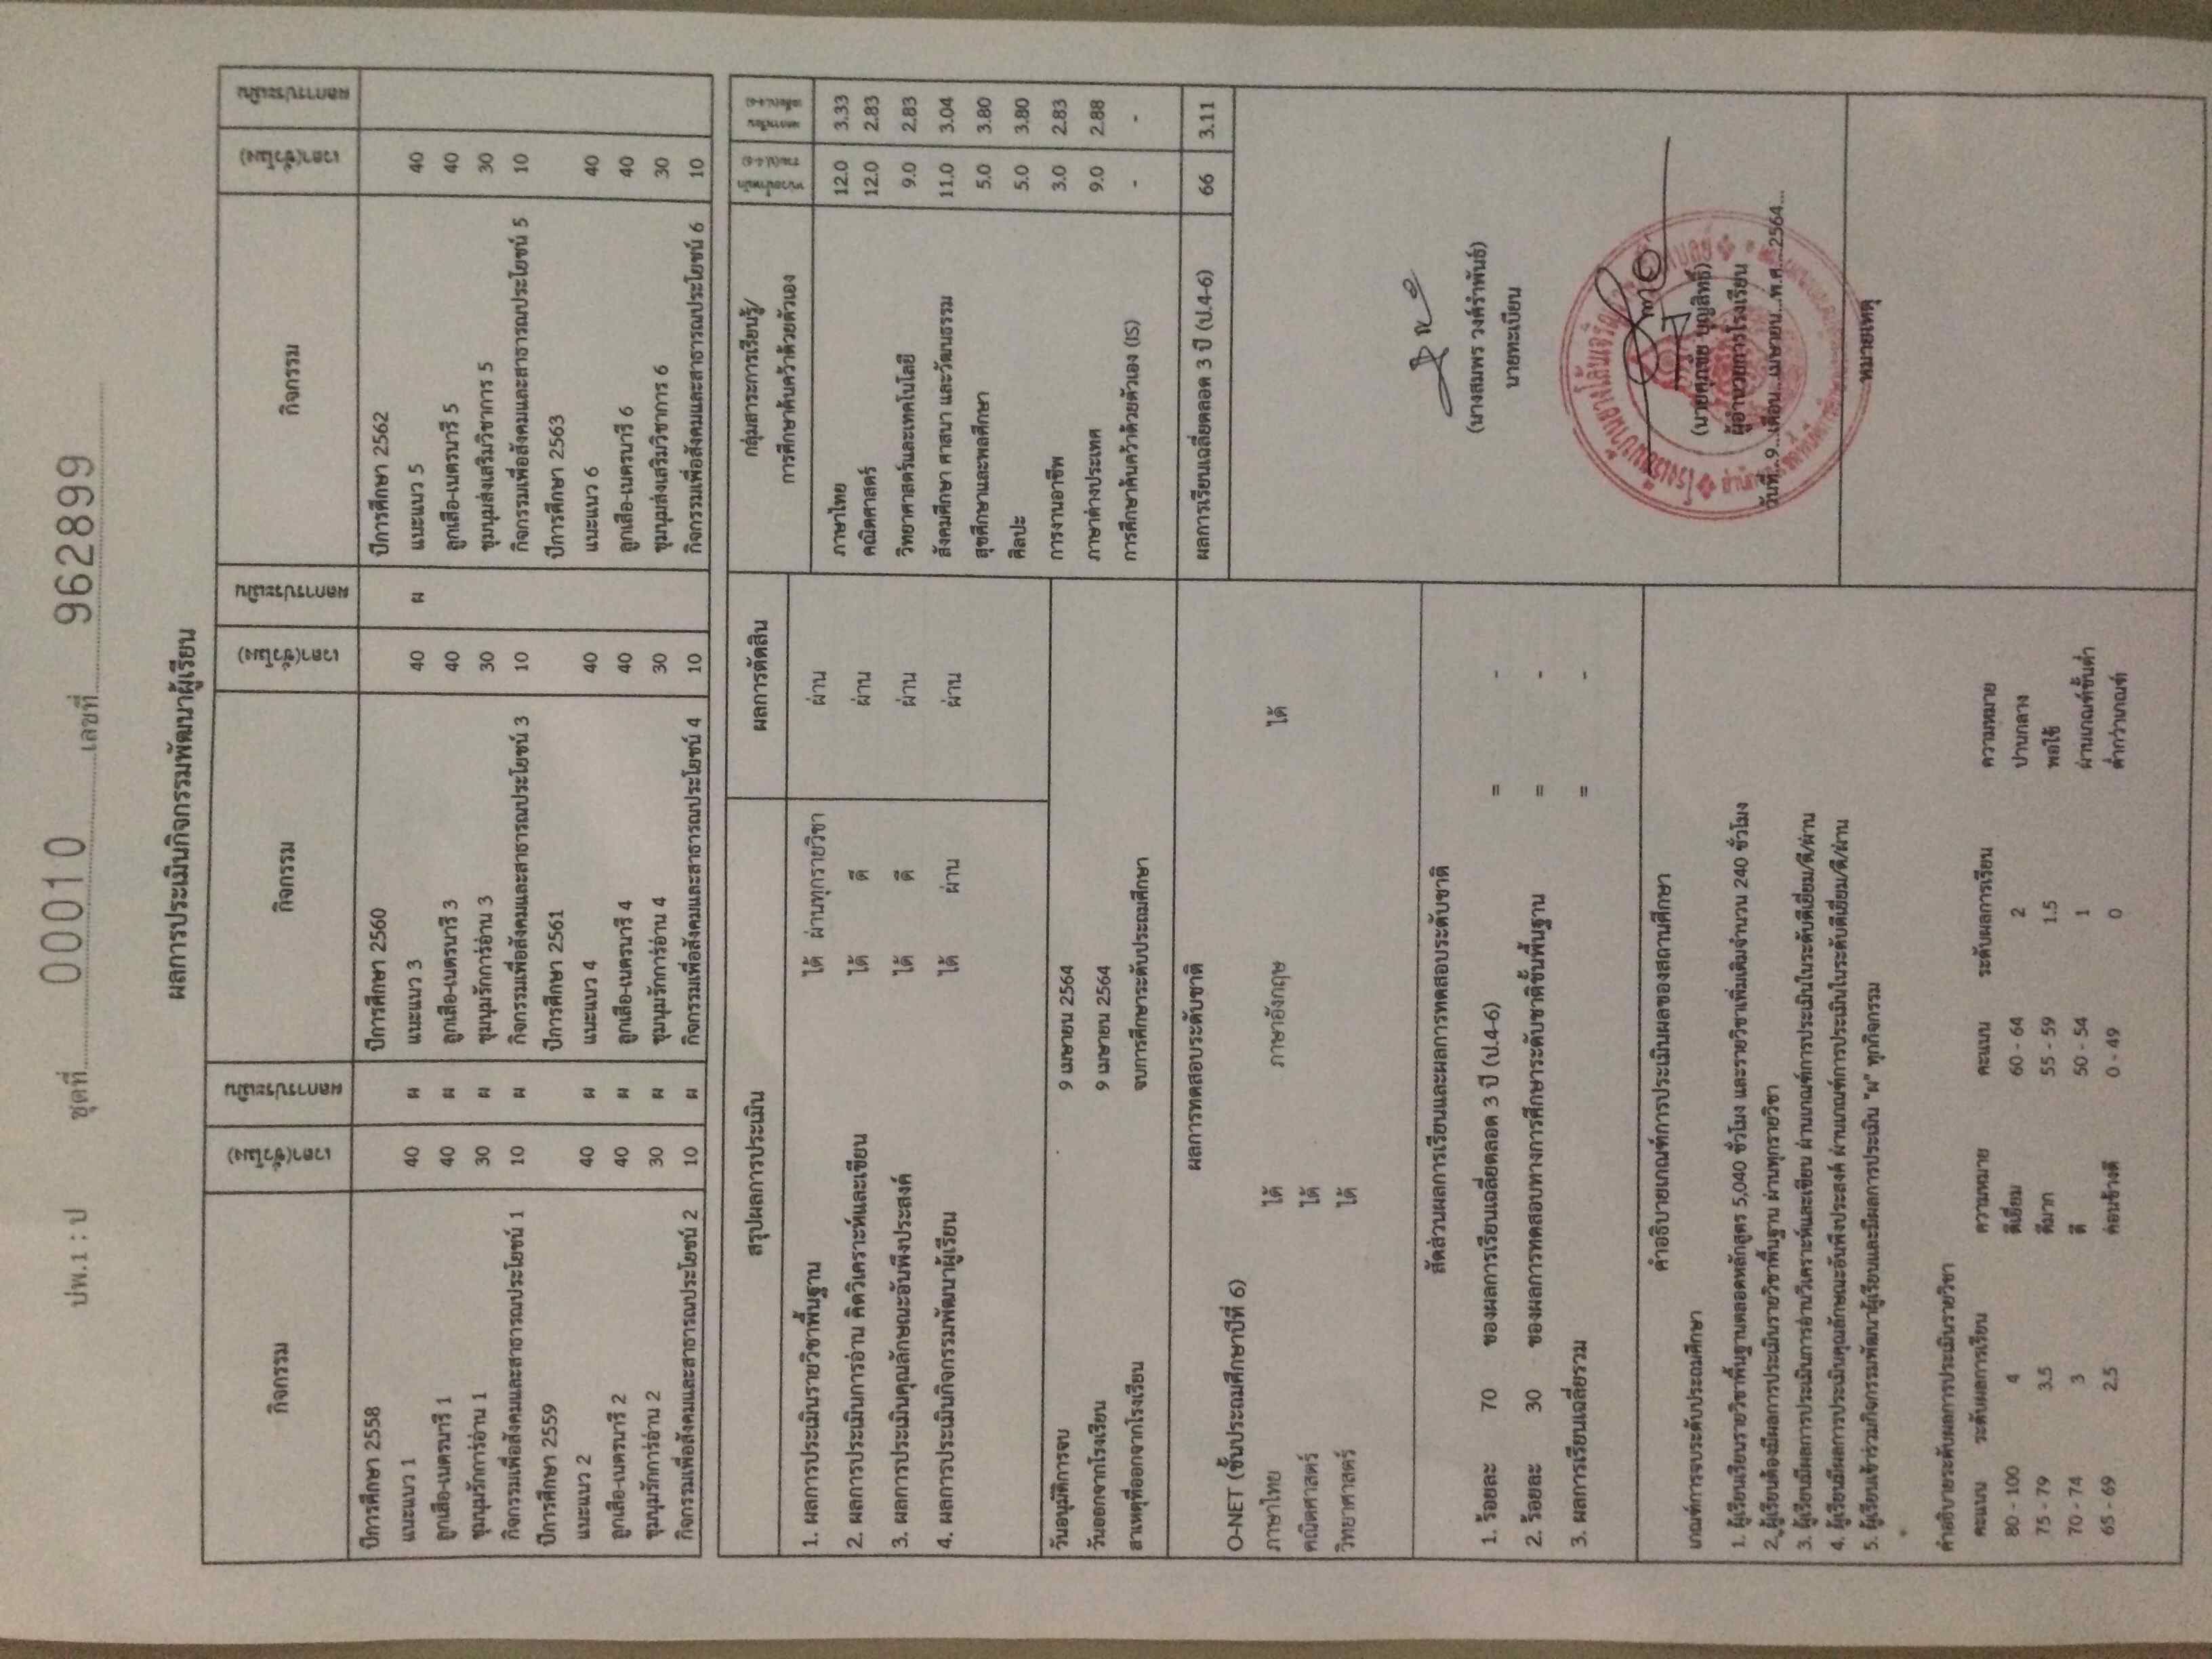 ปพ.1 : ป ชุดที่ 00010 เลขที่ 962899
ผลการประเมินกิจกรรมพัฒนาผู้เรียน
กิจกรรม เวลา(ชั่วโมง) ผลการประเมิน กิจกรรม เวลา(ชั่วโมง) ผลการประเมิน กิจกรรม เวลา(ชั่วโมง) ผลการประเมิน
ปีการศึกษา 2558 ปีการศึกษา 2560 ปีการศึกษา 2562
แนะแนว 1 40 ผ แนะแนว 3 40 ผ แนะแนว 5 40
ลูกเสือ-เนตรนารี 1 40 ผ ลูกเสือ-เนตรนารี 3 40 ลูกเสือ-เนตรนารี 5 40
ชุมนุมรักการอ่าน 1 30 ผ ชุมนุมรักการอ่าน 3 30 ชุมนุมส่งเสริมวิชาการ 5 30
กิจกรรมเพื่อสังคมและสาธารณประโยชน์ 1 10 ผ กิจกรรมเพื่อสังคมและสาธารณประโยชน์ 3 10 กิจกรรมเพื่อสังคมและสาธารณประโยชน์ 5 10
ปีการศึกษา 2559 ปีการศึกษา 2561 ปีการศึกษา 2563
แนะแนว 2 40 ผ แนะแนว 4 40 แนะแนว 6 40
ลูกเสือ-เนตรนารี 2 40 ผ ลูกเสือ-เนตรนารี 4 40 ลูกเสือ-เนตรนารี 6 40
ชุมนุมรักการอ่าน 2 30 ผ ชุมนุมรักการอ่าน 4 30 ชุมนุมส่งเสริมวิชาการ 6 30
กิจกรรมเพื่อสังคมและสาธารณประโยชน์ 2 10 ผ กิจกรรมเพื่อสังคมและสาธารณประโยชน์ 4 10 กิจกรรมเพื่อสังคมและสาธารณประโยชน์ 6 10
สรุปผลการประเมิน ผลการตัดสิน
1. ผลการประเมินรายวิชาพื้นฐาน ได้ ผ่านทุกรายวิชา ผ่าน
2. ผลการประเมินการอ่าน คิดวิเคราะห์และเขียน ได้ ดี ผ่าน
3. ผลการประเมินคุณลักษณะอันพึงประสงค์ ได้ ดี ผ่าน
4. ผลการประเมินกิจกรรมพัฒนาผู้เรียน ได้ ผ่าน ผ่าน
วันอนุมัติการจบ 9 เมษายน 2564
วันออกจากโรงเรียน 9 เมษายน 2564
สาเหตุที่ออกจากโรงเรียน จบการศึกษาระดับประถมศึกษา
ผลการทดสอบระดับชาติ
O-NET (ชั้นประถมศึกษาปีที่ 6)
ภาษาไทย ได้ ภาษาอังกฤษ ได้
คณิตศาสตร์ ได้
วิทยาศาสตร์ ได้
สัดส่วนผลการเรียนและผลการทดสอบระดับชาติ
1. ร้อยละ 70 ของผลการเรียนเฉลี่ยตลอด 3 ปี (ป.4-6) = -
2. ร้อยละ 30 ของผลการทดสอบทางการศึกษาระดับชาติขั้นพื้นฐาน = -
3. ผลการเรียนเฉลี่ยรวม = -
คำอธิบายเกณฑ์การประเมินผลของสถานศึกษา
เกณฑ์การจบระดับประถมศึกษา
1. ผู้เรียนเรียนรายวิชาพื้นฐานตลอดหลักสูตร 5,040 ชั่วโมง และรายวิชาเพิ่มเติมจำนวน 240 ชั่วโมง
2. ผู้เรียนต้องมีผลการประเมินรายวิชาพื้นฐาน ผ่านทุกรายวิชา
3. ผู้เรียนมีผลการประเมินการอ่านวิเคราะห์และเขียน ผ่านเกณฑ์การประเมินในระดับดีเยี่ยม/ดี/ผ่าน
4. ผู้เรียนมีผลการประเมินคุณลักษณะอันพึงประสงค์ ผ่านเกณฑ์การประเมินในระดับดีเยี่ยม/ดี/ผ่าน
5. ผู้เรียนเข้าร่วมกิจกรรมพัฒนาผู้เรียนและมีผลการประเมิน "ผ" ทุกกิจกรรม
คำอธิบายระดับผลการประเมินรายวิชา
คะแนน ระดับผลการเรียน ความหมาย คะแนน ระดับผลการเรียน ความหมาย
80 - 100 4 ดีเยี่ยม 60 - 64 2 ปานกลาง
75 - 79 3.5 ดีมาก 55 - 59 1.5 พอใช้
70 - 74 3 ดี 50 - 54 1 ผ่านเกณฑ์ขั้นต่ำ
65 - 69 2.5 ค่อนข้างดี 0 - 49 0 ต่ำกว่าเกณฑ์
กลุ่มสาระการเรียนรู้/
การศึกษาค้นคว้าด้วยตัวเอง
ภาษาไทย 12.0 3.33
คณิตศาสตร์ 12.0 2.83
วิทยาศาสตร์และเทคโนโลยี 9.0 2.83
สังคมศึกษา ศาสนา และวัฒนธรรม 11.0 3.04
สุขศึกษาและพลศึกษา 5.0 3.80
ศิลปะ 5.0 3.80
การงานอาชีพ 3.0 2.83
ภาษาต่างประเทศ 9.0 2.88
การศึกษาค้นคว้าด้วยตัวเอง (IS) - -
ผลการเรียนเฉลี่ยตลอด 3 ปี (ป.4-6) 66 3.11
(นางสมพร วงค์รำพันธ์)
นายทะเบียน
(นายศุภชัย บุญสิทธิ์)
ผู้อำนวยการโรงเรียน
วันที่...9...เดือน...เมษายน...พ.ศ....2564...
หมายเหตุ